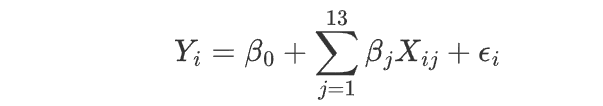 $Y_i = \beta_0 + \sum_{j=1}^{13} \beta_j X_{ij} + \epsilon_i$